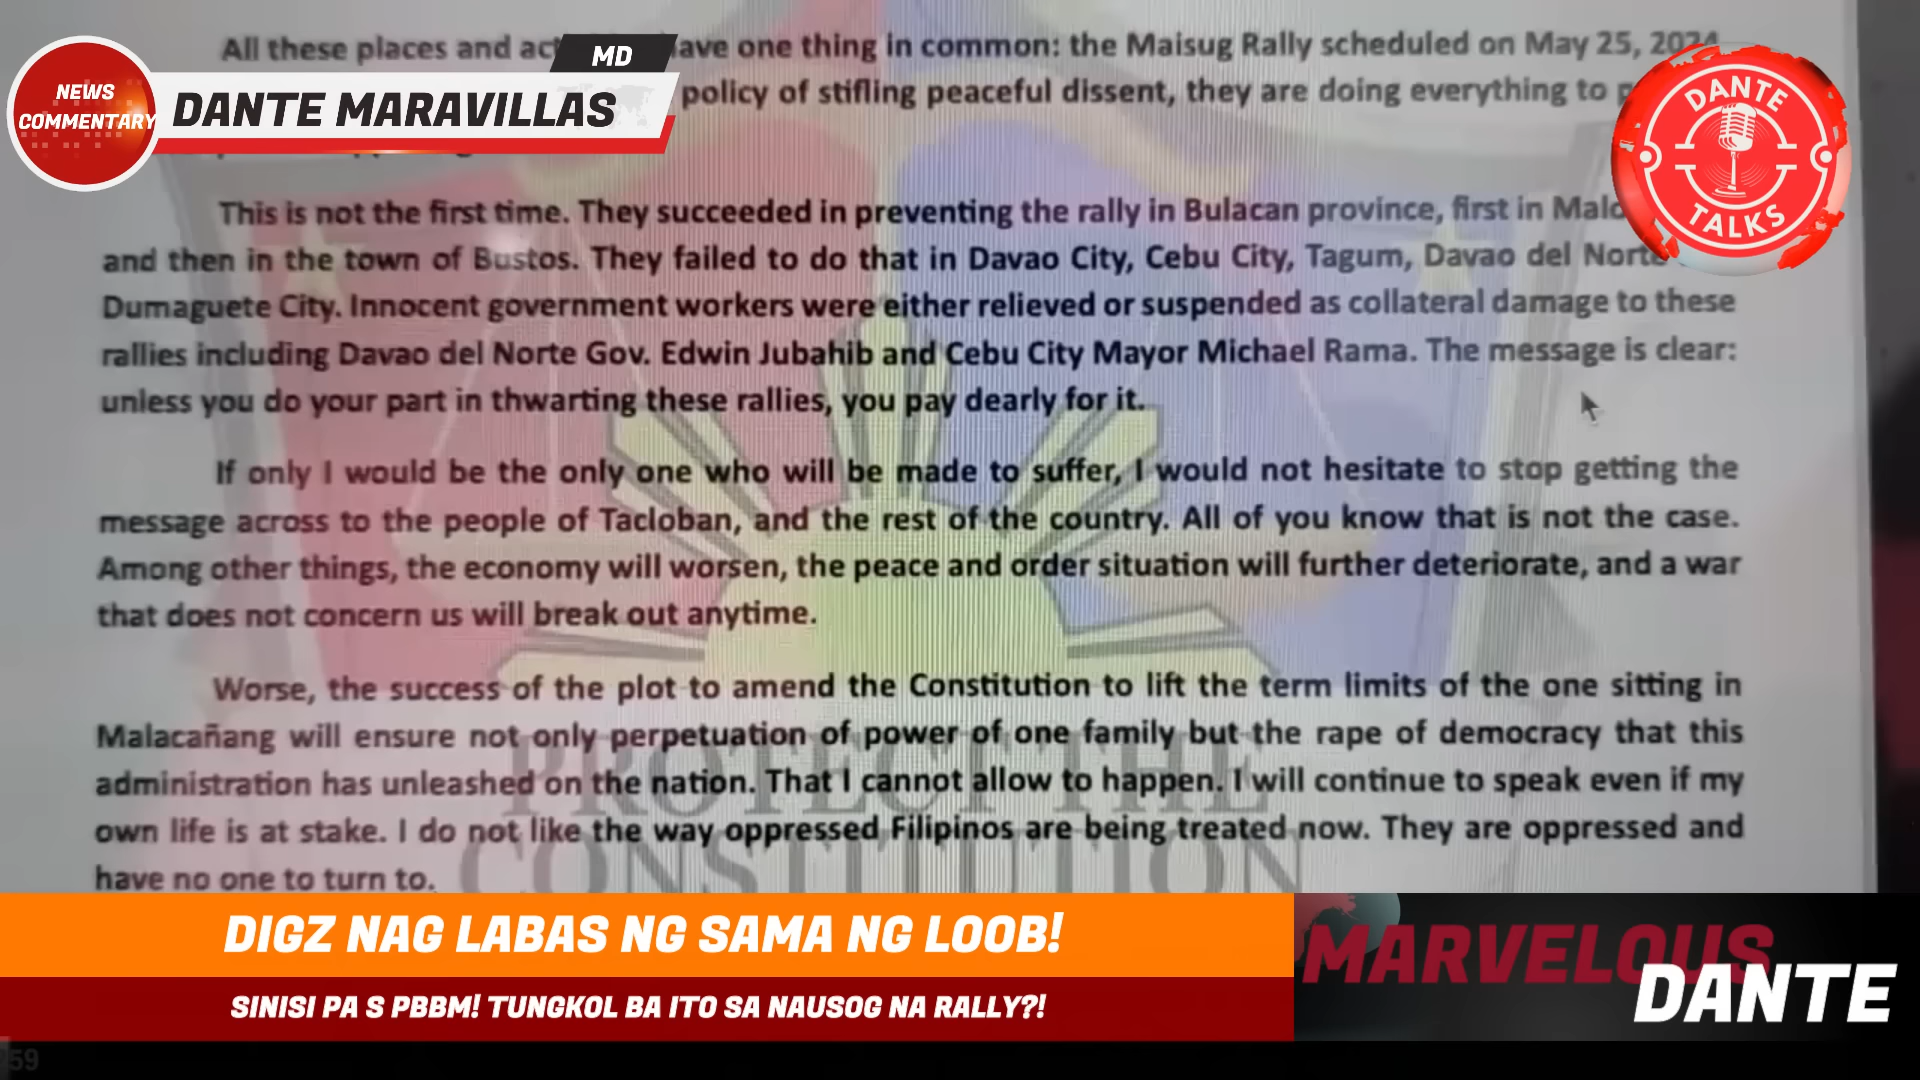 All these places and have one thing in common: the Maisug Rally scheduled on May 25, 2024
MD
NEWS
COMMENTARY
DANTE MARAVILLAS
policy of stifling peaceful dissent, they are doing everything to
DANTE
TALKS
This is not the first time. They succeeded in preventing the rally in Bulacan province, first in
and then in the town of Bustos. They failed to do that in Davao City, Cebu City, Tagum, Davao del Norte
Dumaguete City. Innocent government workers were either relieved or suspended as collateral damage to these
rallies including Davao del Norte Gov. Edwin Jubahib and Cebu City Mayor Michael Rama. The message is clear:
unless you do your part in thwarting these rallies, you pay dearly for it.
If only I would be the only one who will be made to suffer, I would not hesitate to stop getting the
message across to the people of Tacloban, and the rest of the country. All of you know that is not the case.
Among other things, the economy will worsen, the peace and order situation will further deteriorate, and a war
that does not concern us will break out anytime.
Worse, the success of the plot to amend the Constitution to lift the term limits of the one sitting in
Malacañang will ensure not only perpetuation of power of one family but the rape of democracy that this
administration has unleashed on the nation. That I cannot allow to happen. I will continue to speak even if my
own life is at stake. I do not like the way oppressed Filipinos are being treated now. They are oppressed and
have no one to turn to.
PROTECT THE
CONSTITUTION
DIGZ NAG LABAS NG SAMA NG LOOB!
SINISI PA S PBBM! TUNGKOL BA ITO SA NAUSOG NA RALLY?!
MARVELOUS
DANTE
59